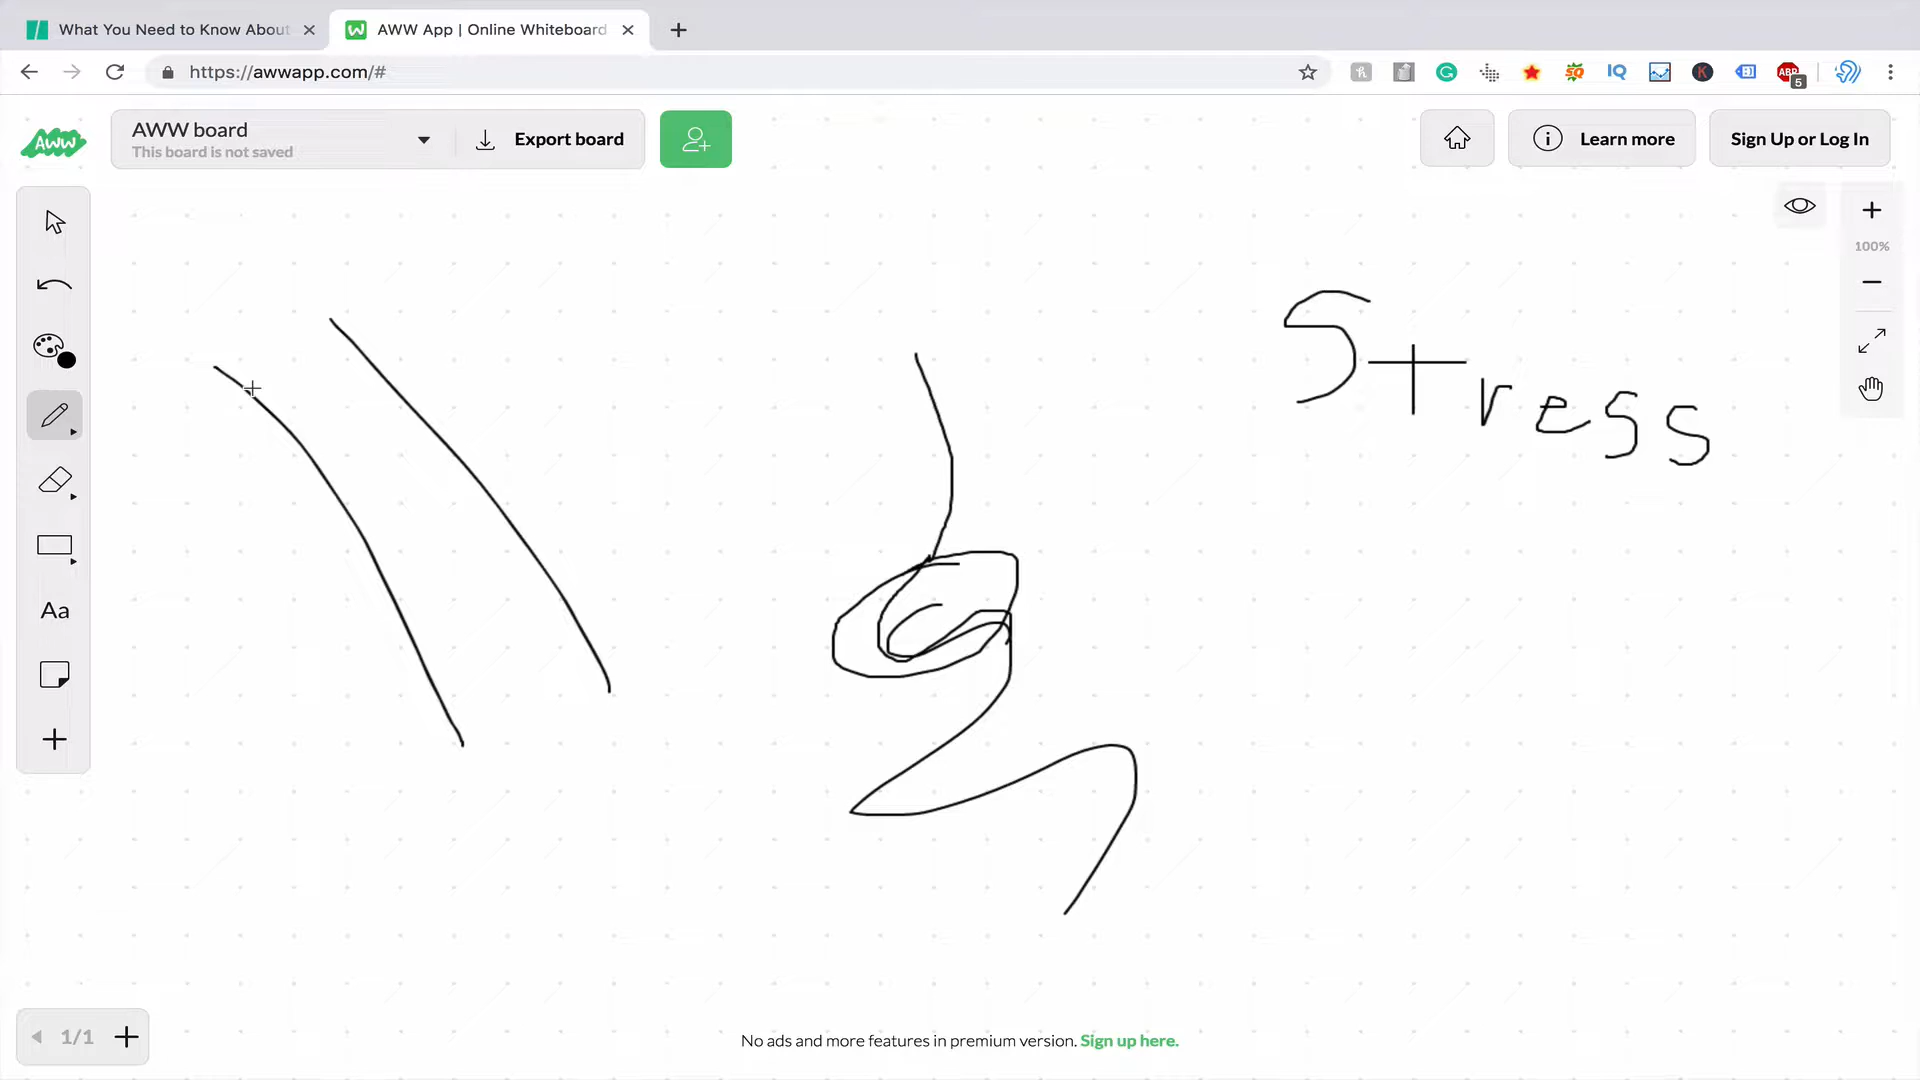 What You Need to Know About
AWW App | Online Whiteboard
https://awwapp.com/#
5
AWW
AWW board
This board is not saved
Export board
Learn more
Sign Up or Log In
100%
Stress
Aa
1/1
No ads and more features in premium version. Sign up here.